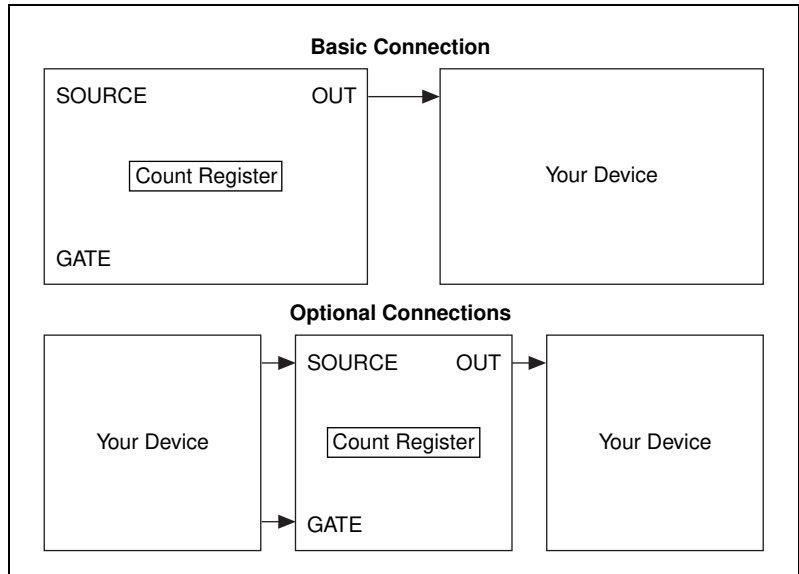 Basic Connection
SOURCE OUT
Count Register
Your Device
GATE
Optional Connections
SOURCE OUT
Your Device
Count Register
Your Device
GATE